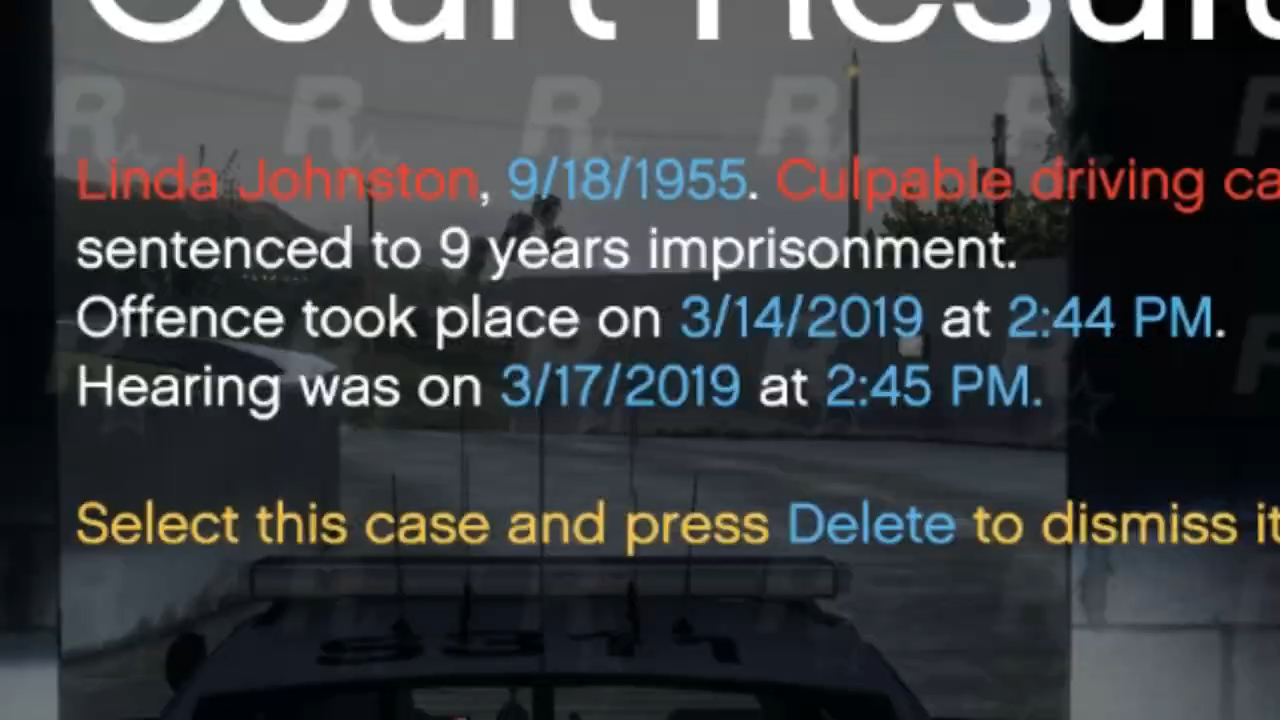 Court Result
Linda Johnston, 9/18/1955. Culpable driving ca
sentenced to 9 years imprisonment.
Offence took place on 3/14/2019 at 2:44 PM.
Hearing was on 3/17/2019 at 2:45 PM.
Select this case and press Delete to dismiss it